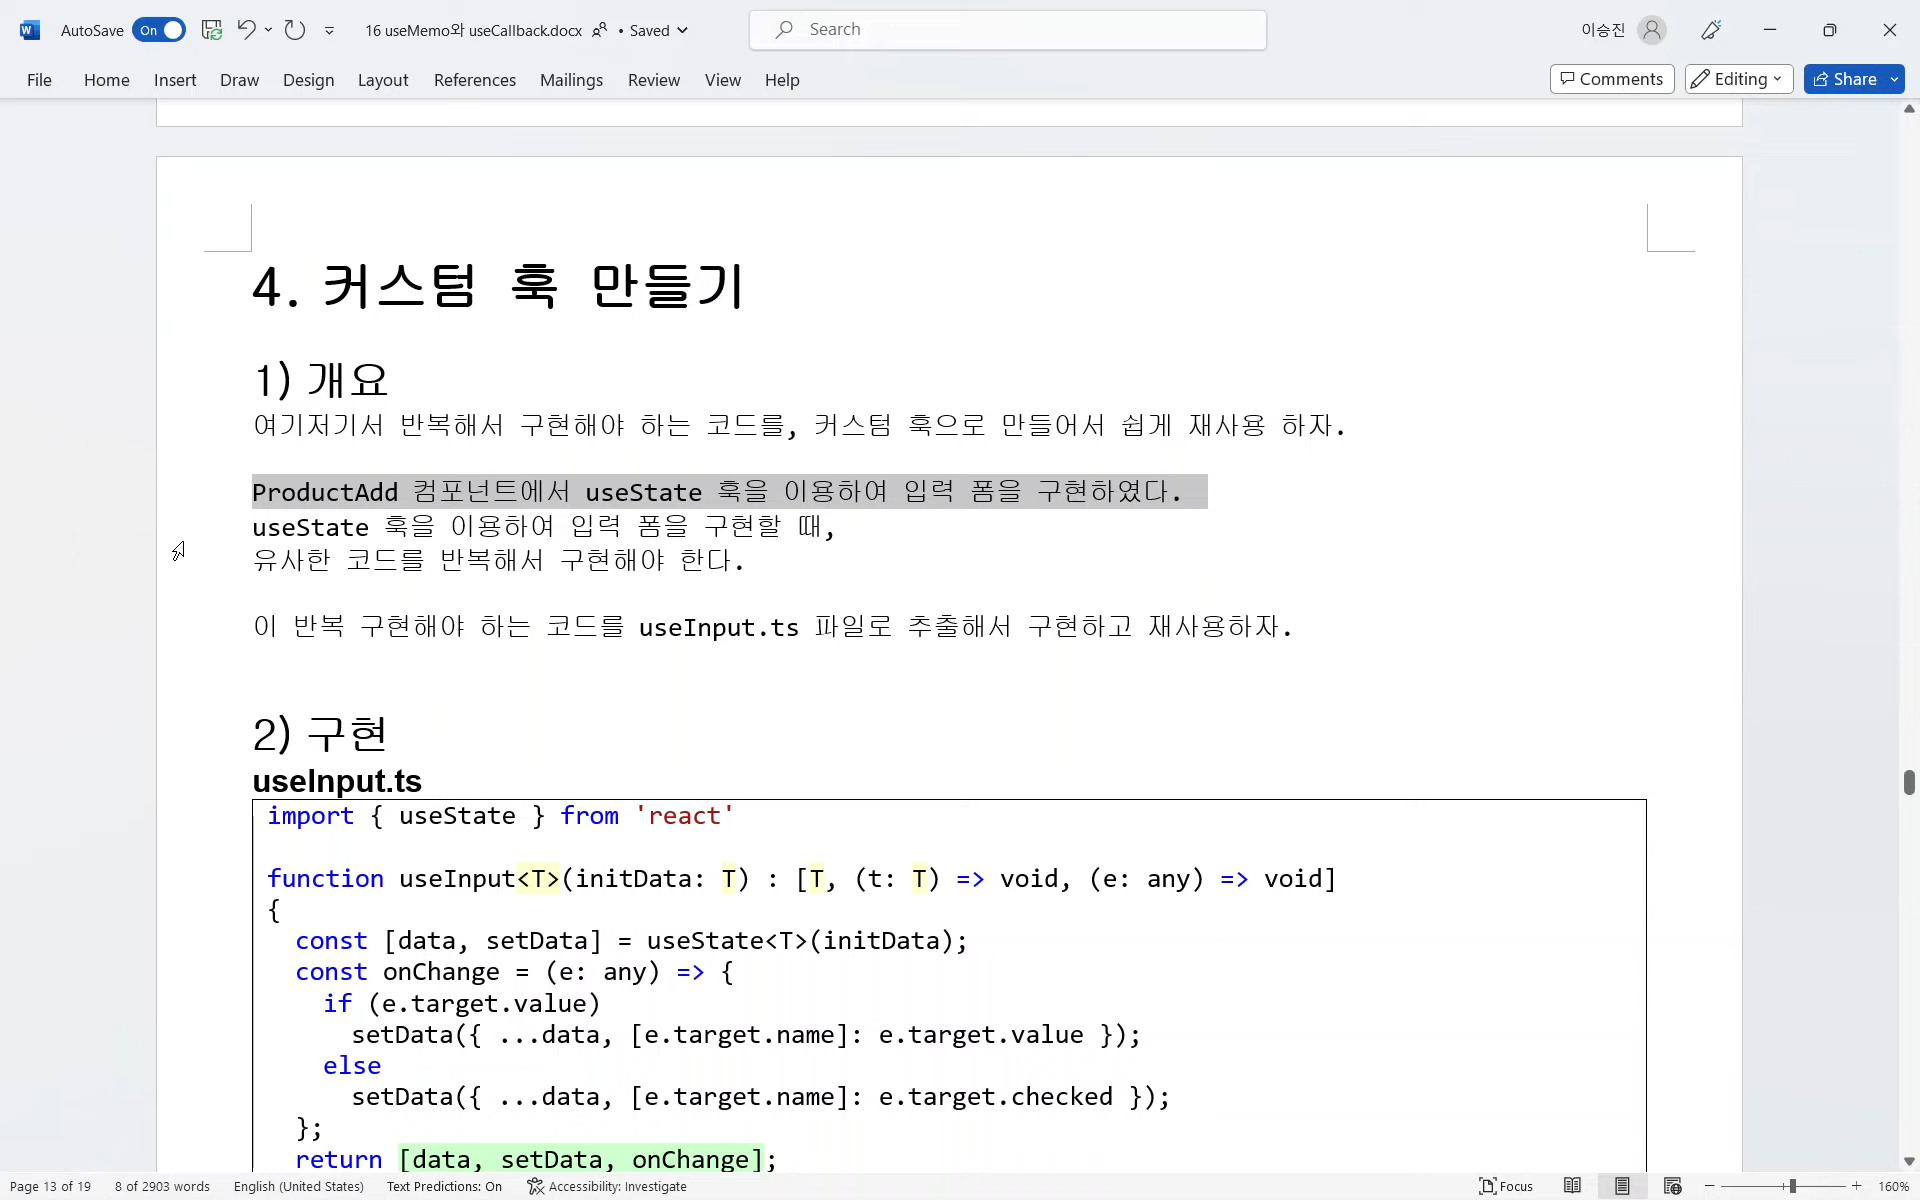 AutoSave On 16 useMemo와 useCallback.docx • Saved Search 이승진
File Home Insert Draw Design Layout References Mailings Review View Help Comments Editing Share
4. 커스텀 훅 만들기
1) 개요
여기저기서 반복해서 구현해야 하는 코드를, 커스텀 훅으로 만들어서 쉽게 재사용 하자.
ProductAdd 컴포넌트에서 useState 훅을 이용하여 입력 폼을 구현하였다.
useState 훅을 이용하여 입력 폼을 구현할 때,
유사한 코드를 반복해서 구현해야 한다.
이 반복 구현해야 하는 코드를 useInput.ts 파일로 추출해서 구현하고 재사용하자.
2) 구현
useInput.ts
import { useState } from 'react'
function useInput<T>(initData: T) : [T, (t: T) => void, (e: any) => void]
{
const [data, setData] = useState<T>(initData);
const onChange = (e: any) => {
if (e.target.value)
setData({ ...data, [e.target.name]: e.target.value });
else
setData({ ...data, [e.target.name]: e.target.checked });
};
return [data, setData, onChange];
Page 13 of 19 8 of 2903 words English (United States) Text Predictions: On Accessibility: Investigate Focus 160%